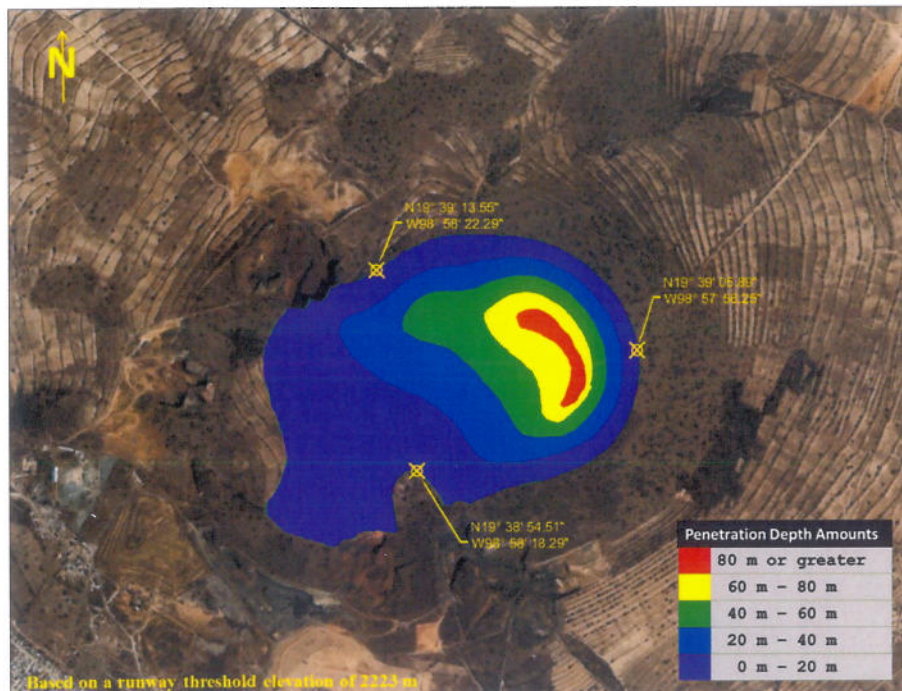 N
N19° 39' 13.55"
W98° 58' 22.29"
N19° 39' 05.89"
W98° 57' 58.25"
N19° 38' 54.51"
W98° 58' 18.29"
Penetration Depth Amounts
80 m or greater
60 m – 80 m
40 m – 60 m
20 m – 40 m
0 m – 20 m
Based on a runway threshold elevation of 2223 m